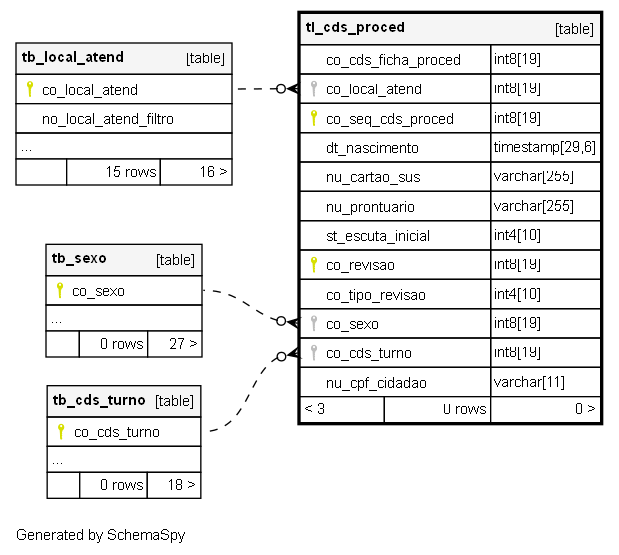 tb_local_atend [table]
co_local_atend
no_local_atend_filtro
...
15 rows 16 >
tb_sexo [table]
co_sexo
...
0 rows 27 >
tb_cds_turno [table]
co_cds_turno
...
0 rows 18 >
tl_cds_proced [table]
co_cds_ficha_proced int8[19]
co_local_atend int8[19]
co_seq_cds_proced int8[19]
dt_nascimento timestamp[29,6]
nu_cartao_sus varchar[255]
nu_prontuario varchar[255]
st_escuta_inicial int4[10]
co_revisao int8[19]
co_tipo_revisao int4[10]
co_sexo int8[19]
co_cds_turno int8[19]
nu_cpf_cidadao varchar[11]
< 3 0 rows 0 >
Generated by SchemaSpy